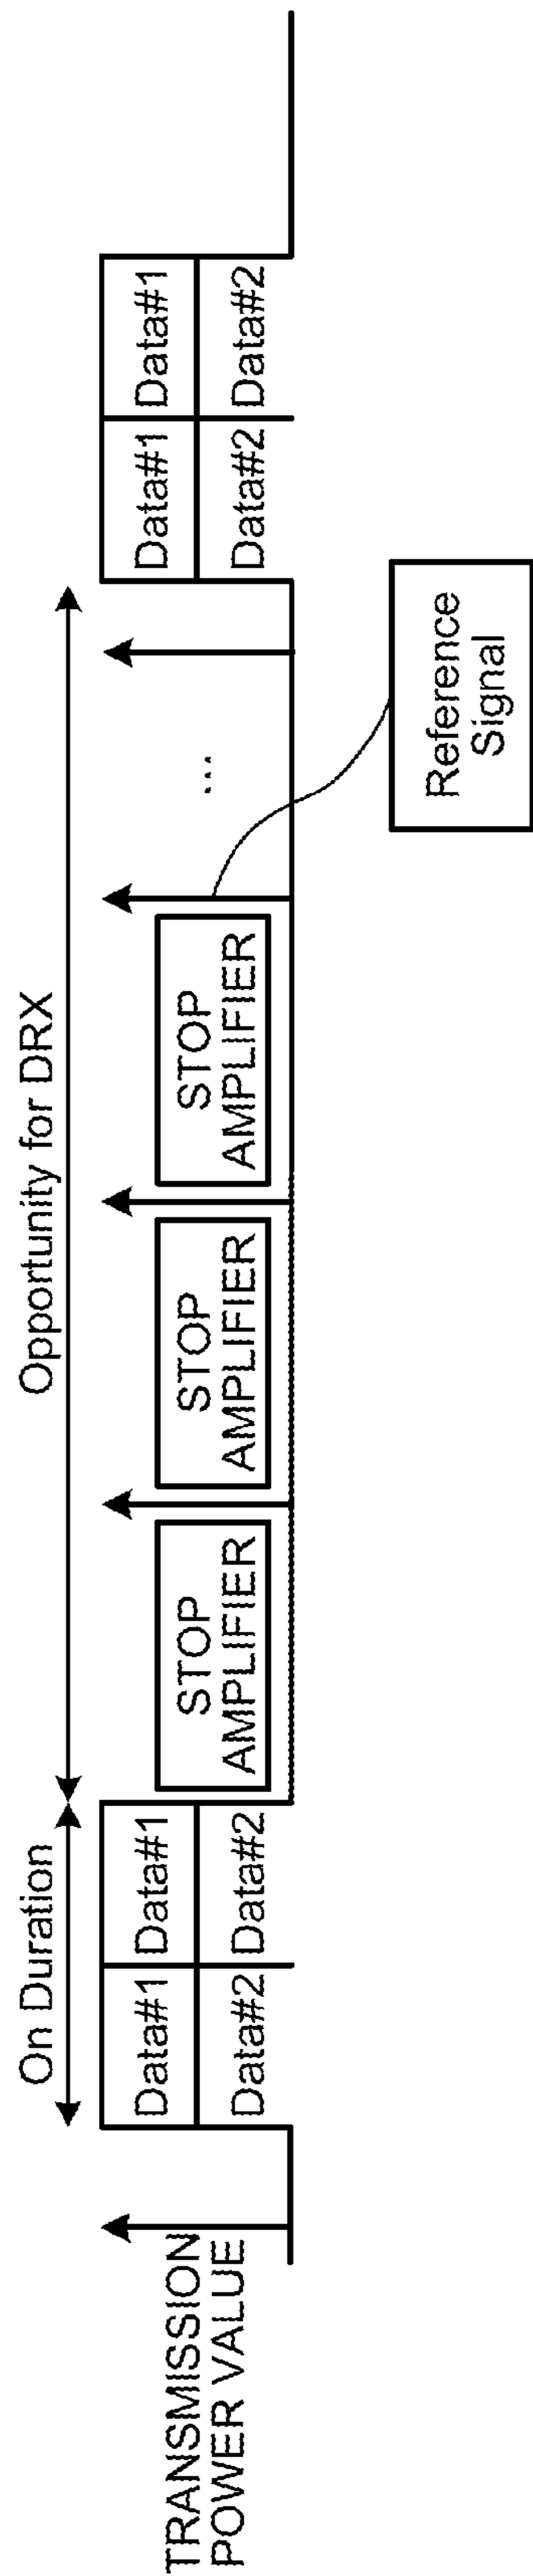 TRANSMISSION
POWER VALUE
On Duration
Opportunity for DRX
Data#1
Data#1
Data#2
Data#2
STOP
AMPLIFIER
STOP
AMPLIFIER
STOP
AMPLIFIER
...
Data#1
Data#1
Data#2
Data#2
Reference
Signal